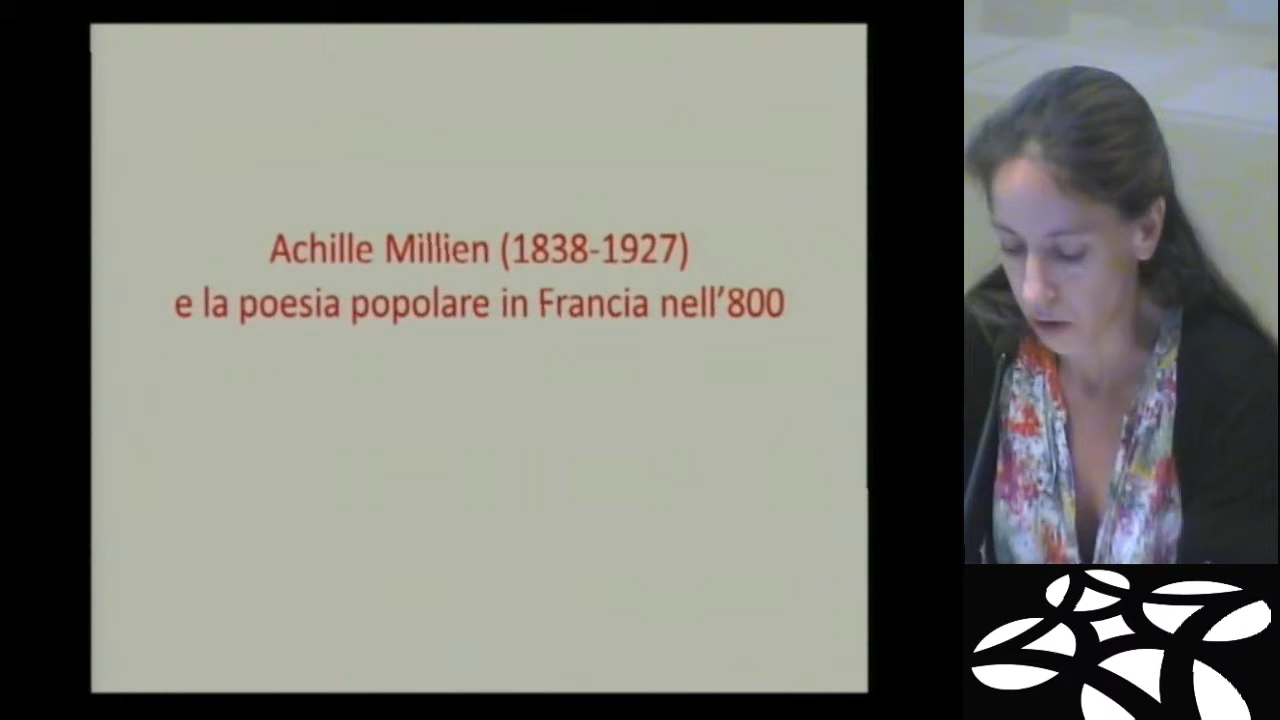 Achille Millien (1838-1927)
e la poesia popolare in Francia nell’800